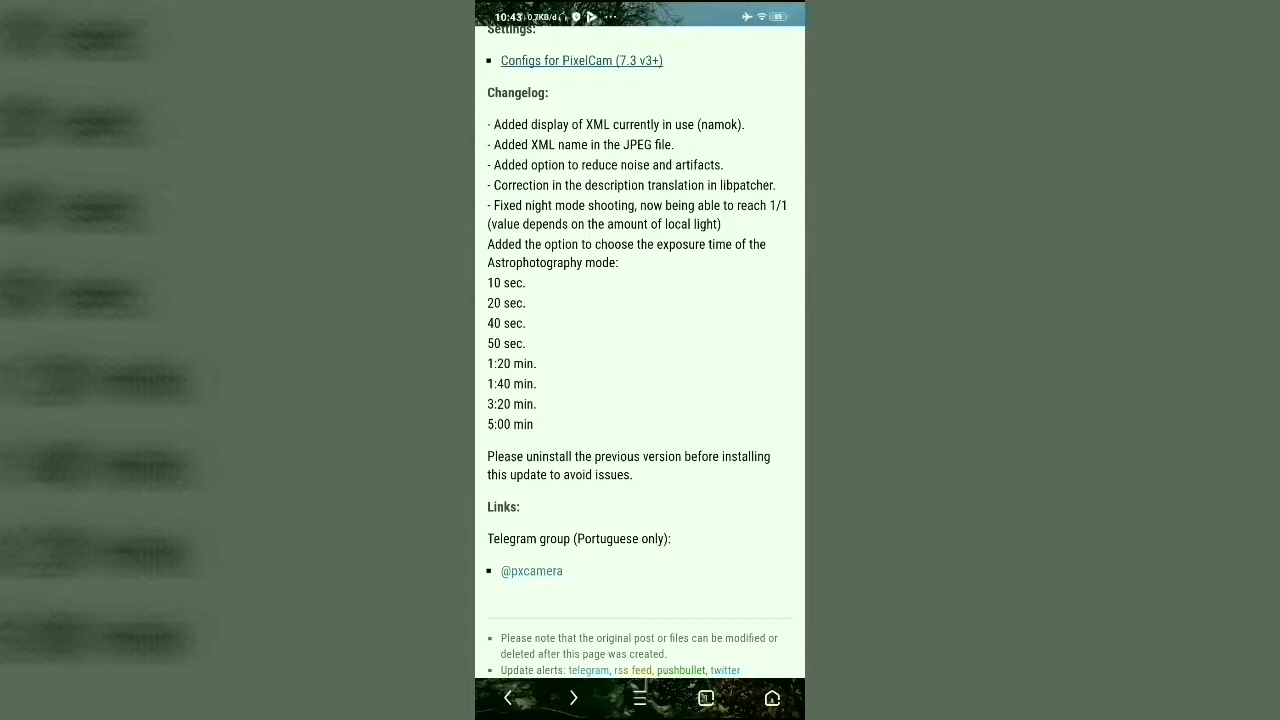 10:43 0,7KB/d ...
85
Settings:
Configs for PixelCam (7.3 v3+)
Changelog:
- Added display of XML currently in use (namok).
- Added XML name in the JPEG file.
- Added option to reduce noise and artifacts.
- Correction in the description translation in libpatcher.
- Fixed night mode shooting, now being able to reach 1/1
(value depends on the amount of local light)
Added the option to choose the exposure time of the
Astrophotography mode:
10 sec.
20 sec.
40 sec.
50 sec.
1:20 min.
1:40 min.
3:20 min.
5:00 min
Please uninstall the previous version before installing
this update to avoid issues.
Links:
Telegram group (Portuguese only):
@pxcamera
Please note that the original post or files can be modified or
deleted after this page was created.
Update alerts: telegram, rss feed, pushbullet, twitter